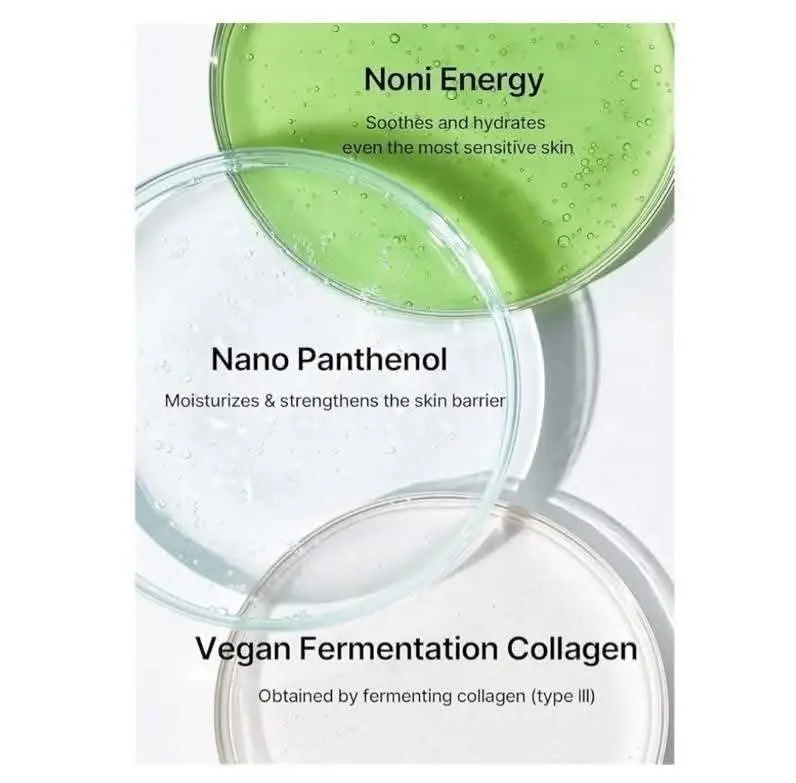 Noni Energy
Soothes and hydrates
even the most sensitive skin
Nano Panthenol
Moisturizes & strengthens the skin barrier
Vegan Fermentation Collagen
Obtained by fermenting collagen (type III)